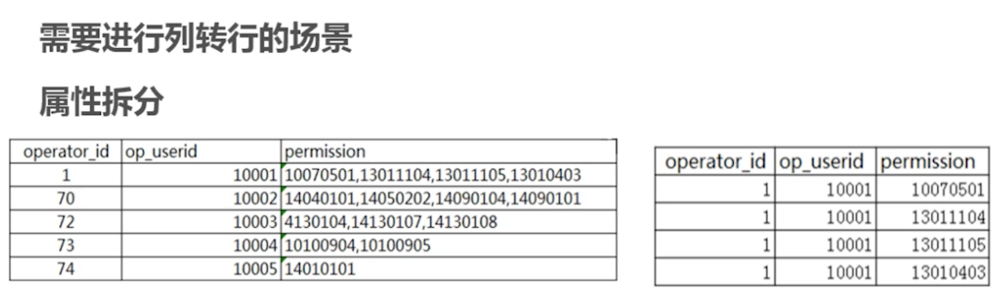 需要进行列转行的场景
属性拆分
operator_id op_userid permission
1 10001 10070501,13011104,13011105,13010403
70 10002 14040101,14050202,14090104,14090101
72 10003 4130104,14130107,14130108
73 10004 10100904,10100905
74 10005 14010101
operator_id op_userid permission
1 10001 10070501
1 10001 13011104
1 10001 13011105
1 10001 13010403